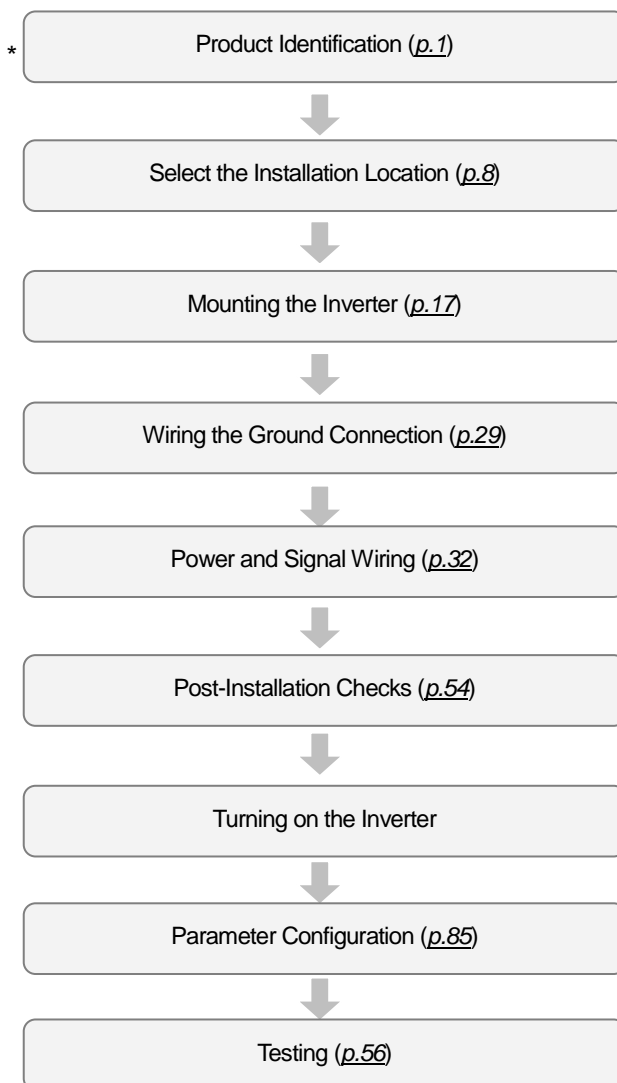 * Product Identification (p.1)
Select the Installation Location (p.8)
Mounting the Inverter (p.17)
Wiring the Ground Connection (p.29)
Power and Signal Wiring (p.32)
Post-Installation Checks (p.54)
Turning on the Inverter
Parameter Configuration (p.85)
Testing (p.56)